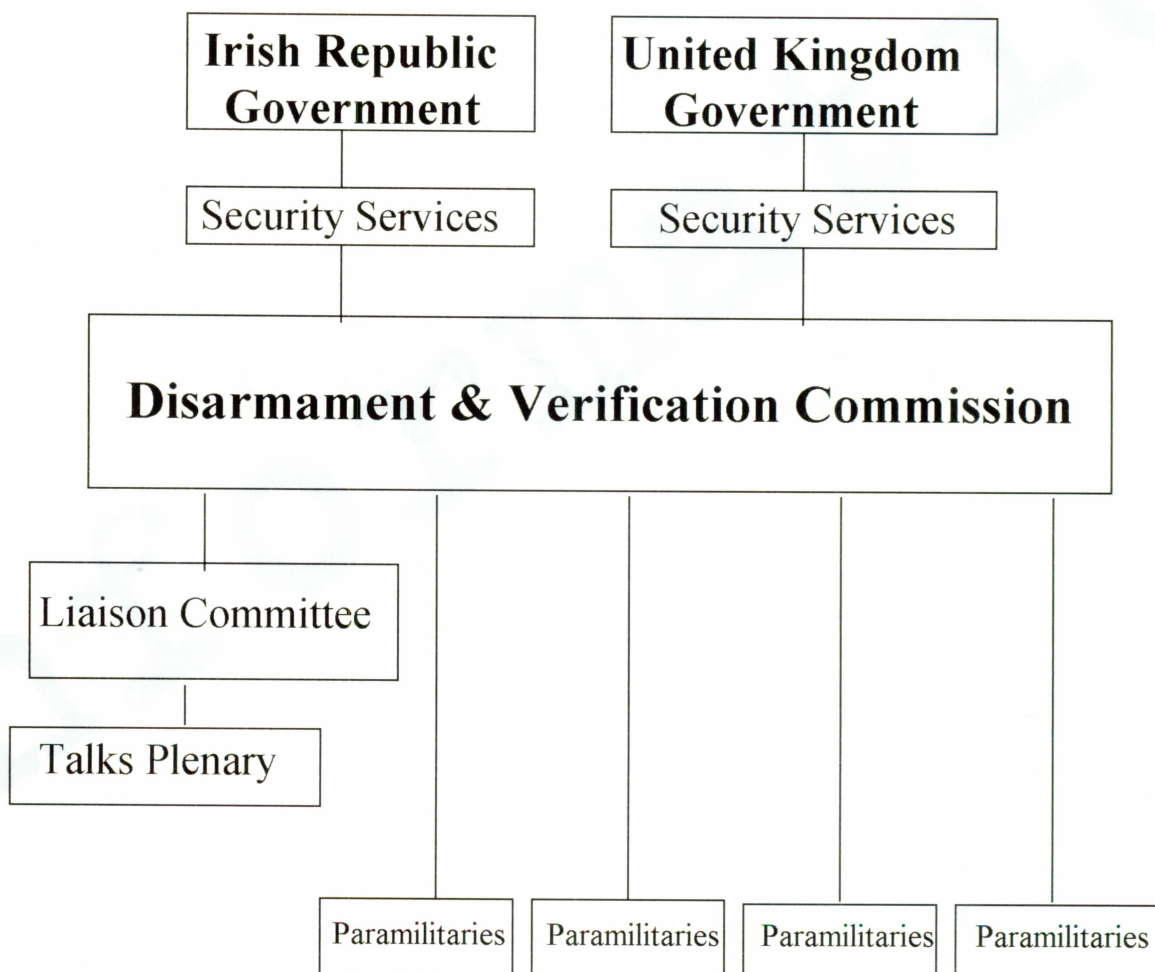 Irish Republic
Government
United Kingdom
Government
Security Services
Security Services
Disarmament & Verification Commission
Liaison Committee
Talks Plenary
Paramilitaries
Paramilitaries
Paramilitaries
Paramilitaries